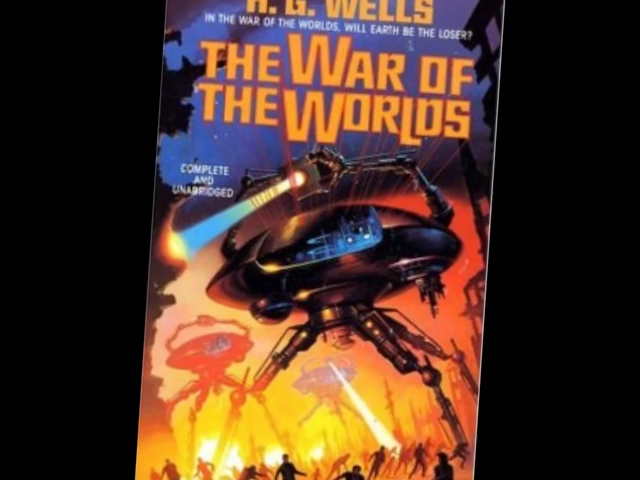 H. G. WELLS
IN THE WAR OF THE WORLDS, WILL EARTH BE THE LOSER?
THE WAR OF
THE WORLDS
COMPLETE
AND
UNABRIDGED